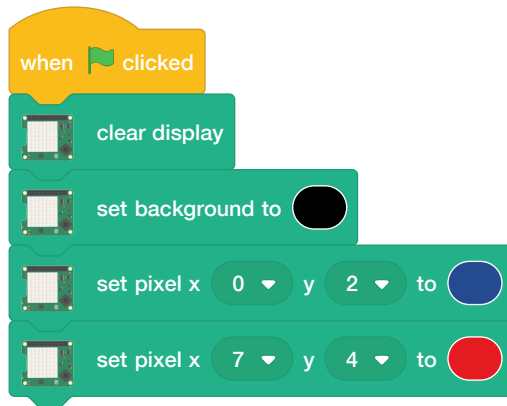 when clicked
clear display
set background to
set pixel x 0 y 2 to
set pixel x 7 y 4 to